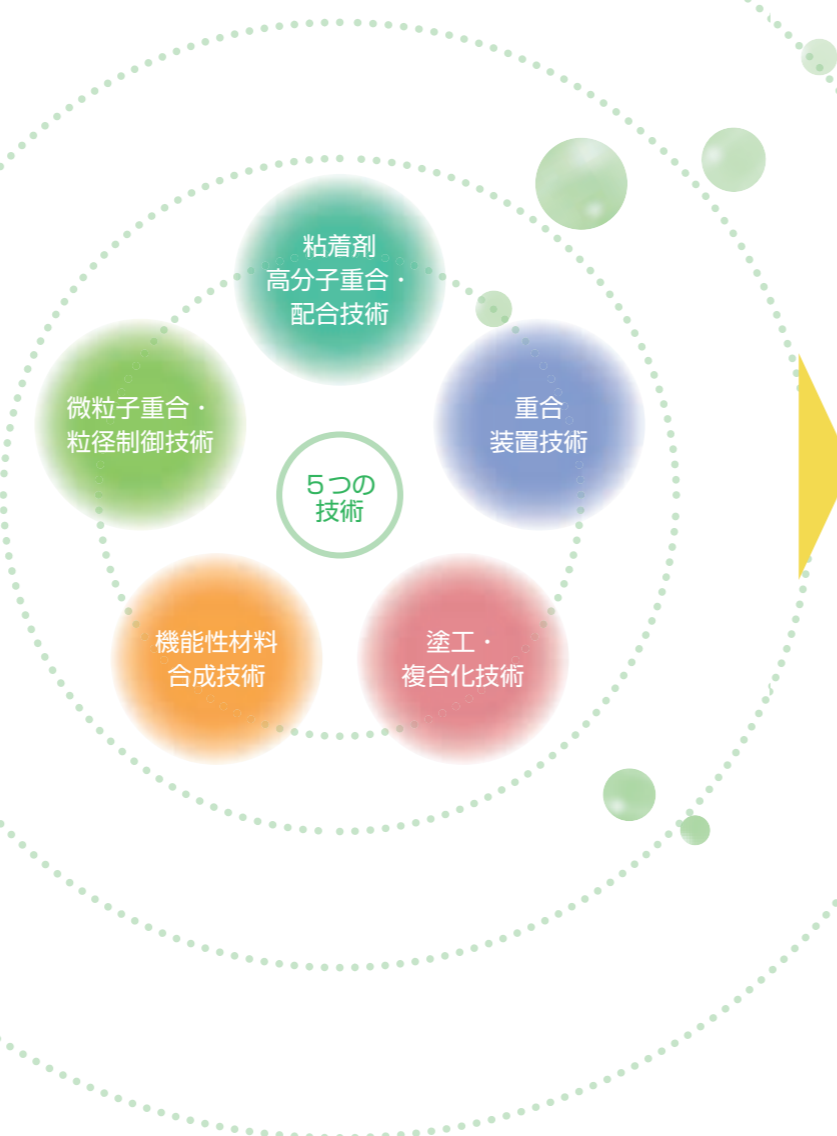 粘着剤
高分子重合・
配合技術
微粒子重合・
粒径制御技術
重合
装置技術
5つの
技術
機能性材料
合成技術
塗工・
複合化技術